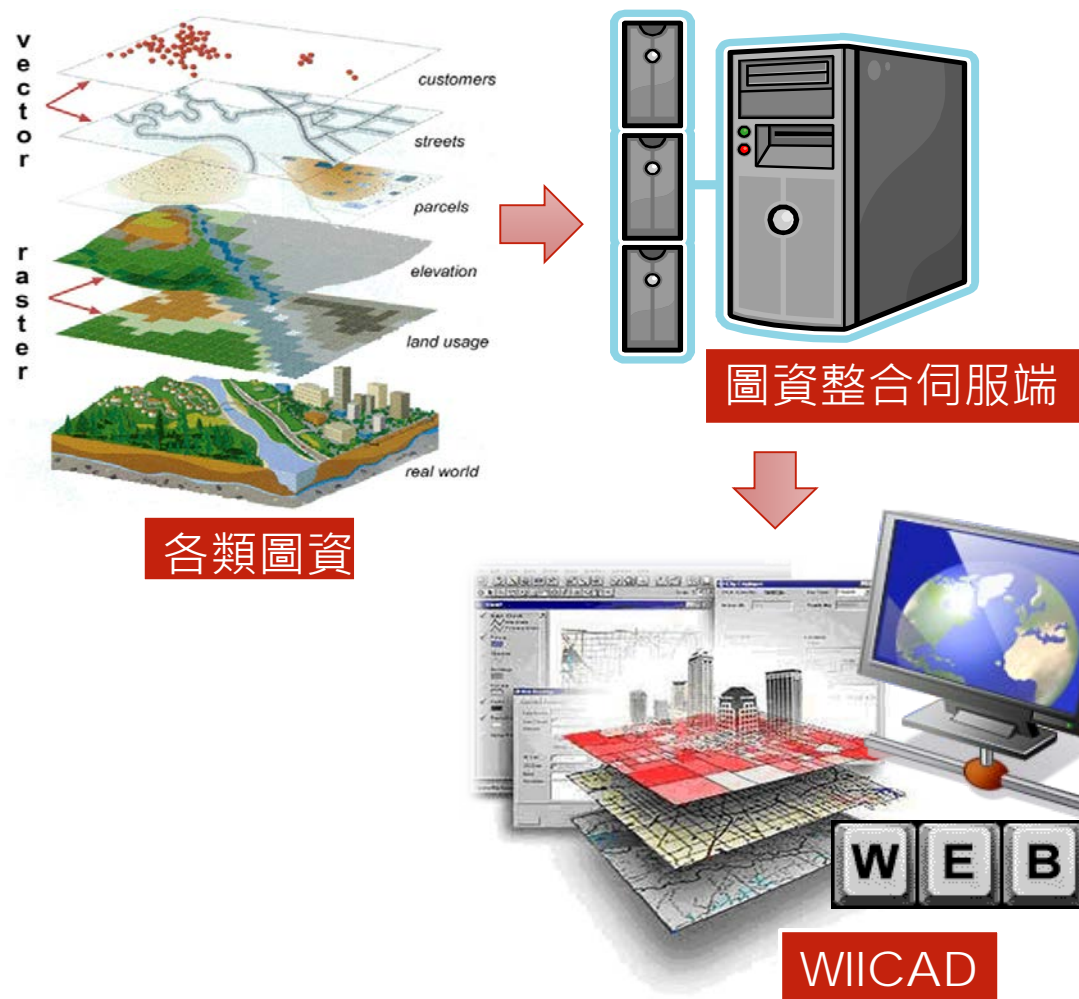 vector
customers
streets
parcels
raster
elevation
land usage
real world
各類圖資
圖資整合伺服端
WEB
WIICAD